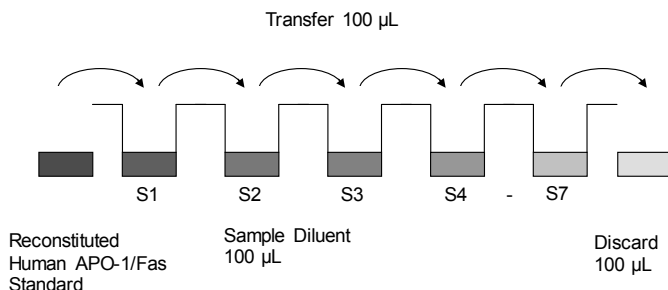 Transfer 100 µL
S1 S2 S3 S4 - S7
Reconstituted
Human APO-1/Fas
Standard
Sample Diluent
100 µL
Discard
100 µL